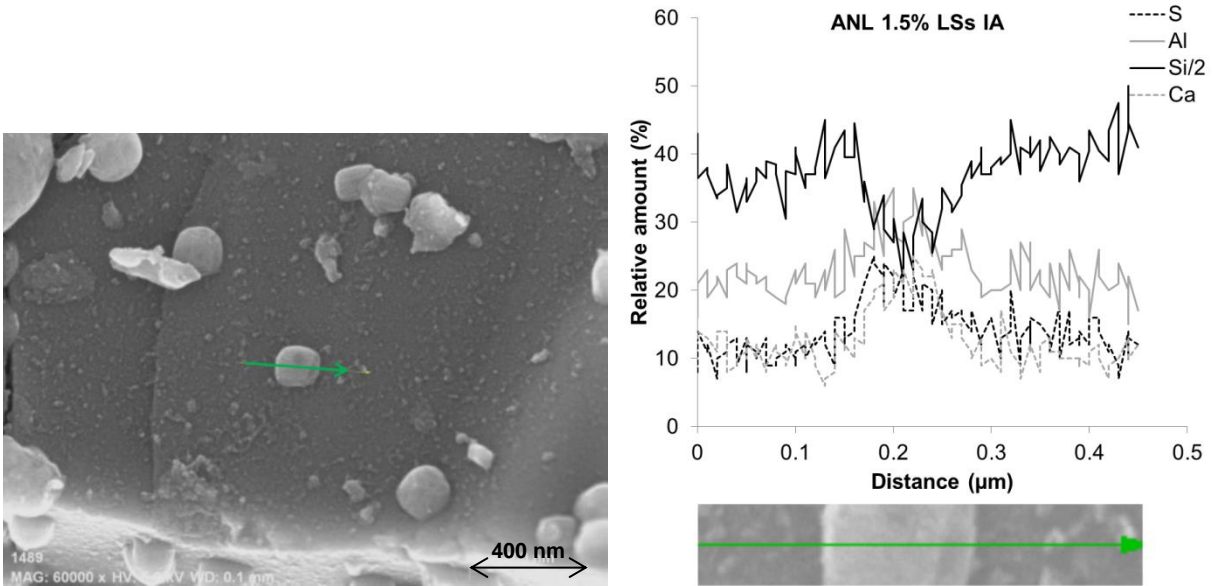 1489
MAG: 60000 x HV: kV WD: 0.1 mm
400 nm
ANL 1.5% LSs IA
S
Al
Si/2
Ca
Relative amount (%)
60
50
40
30
20
10
0
0 0.1 0.2 0.3 0.4 0.5
Distance (µm)